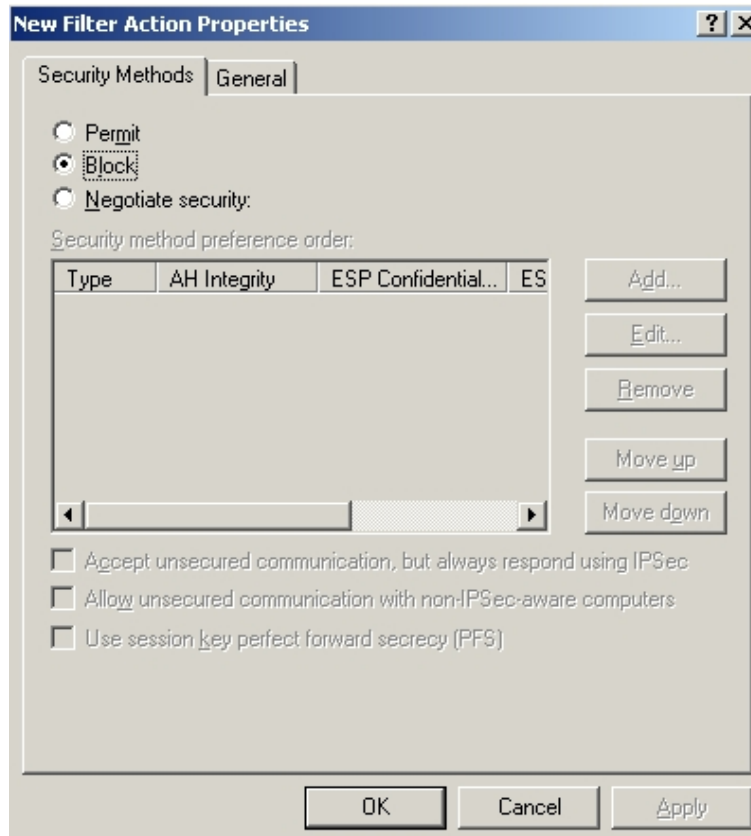 New Filter Action Properties
Security Methods General
Permit
Block
Negotiate security:
Security method preference order:
Type AH Integrity ESP Confidential... ES
Add...
Edit...
Remove
Move up
Move down
Accept unsecured communication, but always respond using IPSec
Allow unsecured communication with non-IPSec-aware computers
Use session key perfect forward secrecy (PFS)
OK Cancel Apply